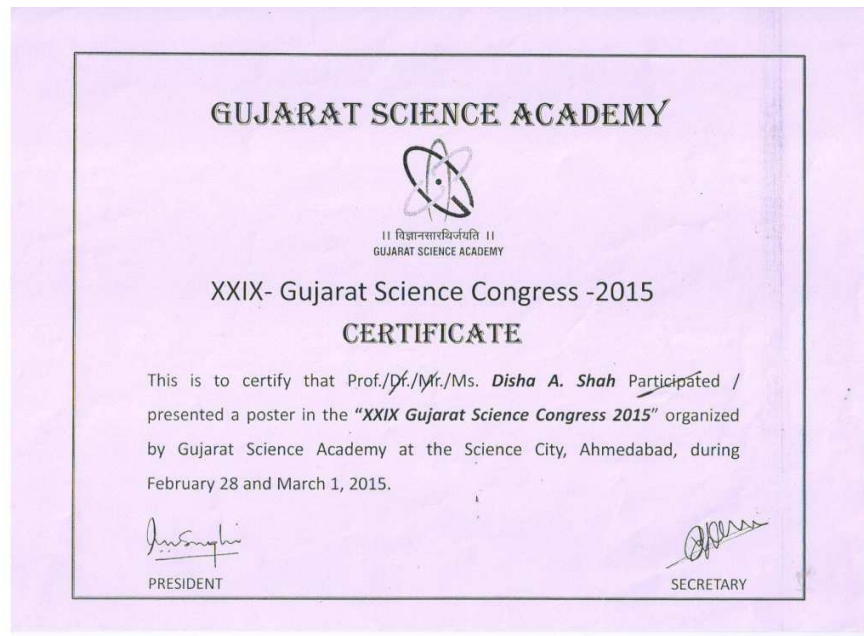 GUJARAT SCIENCE ACADEMY
।। विज्ञानसारथिर्जयति ।।
GUJARAT SCIENCE ACADEMY
XXIX- Gujarat Science Congress -2015
CERTIFICATE
This is to certify that Prof./Dr./Mr./Ms. Disha A. Shah Participated /
presented a poster in the "XXIX Gujarat Science Congress 2015" organized
by Gujarat Science Academy at the Science City, Ahmedabad, during
February 28 and March 1, 2015.
PRESIDENT
SECRETARY